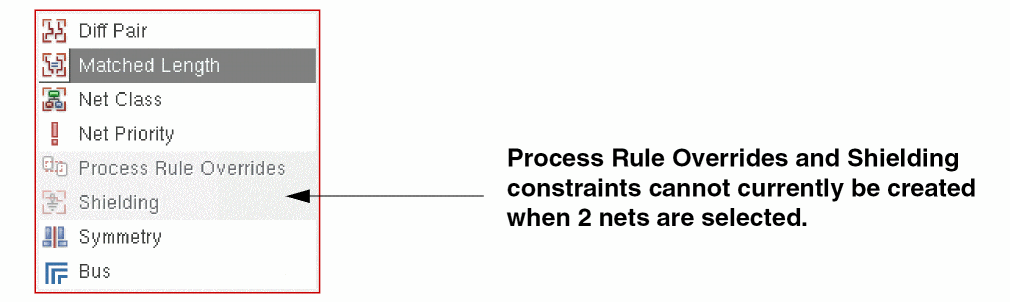 Diff Pair
Matched Length
Net Class
Net Priority
Process Rule Overrides
Shielding
Symmetry
Bus
Process Rule Overrides and Shielding
constraints cannot currently be created
when 2 nets are selected.